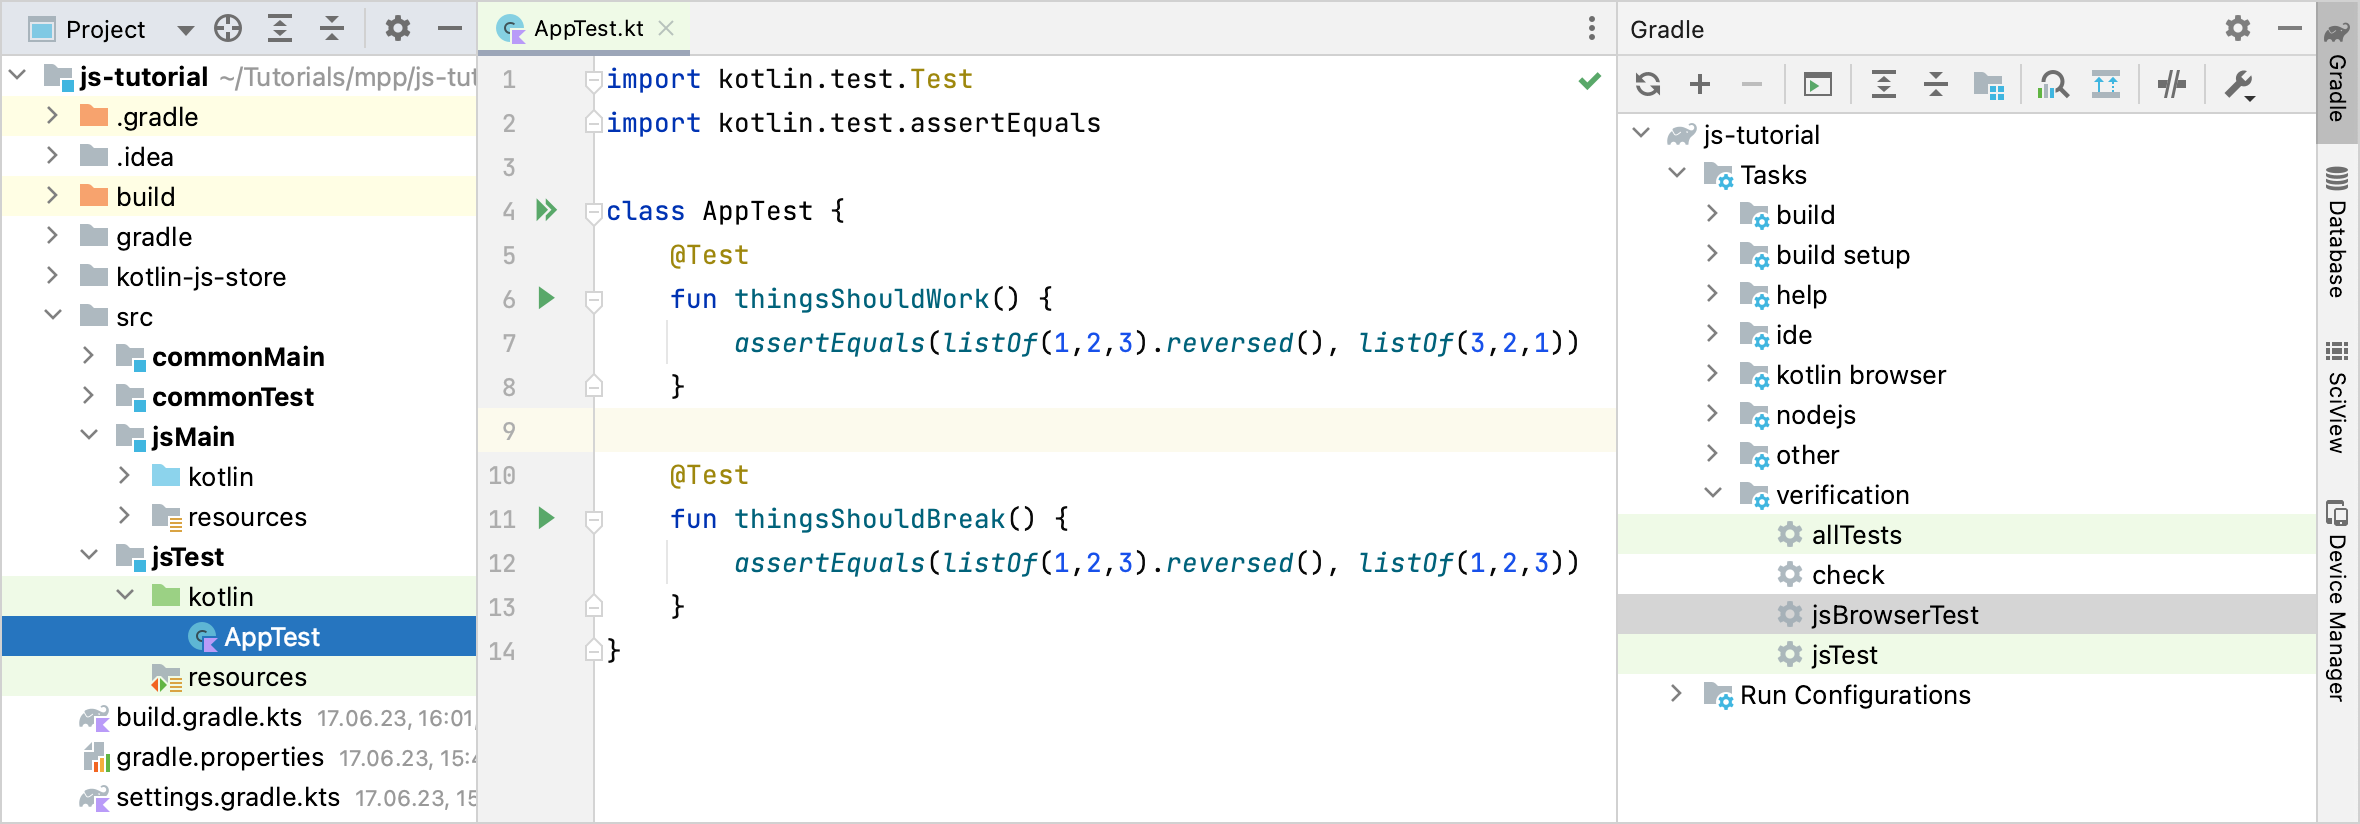 Project
js-tutorial ~/Tutorials/mpp/js-tut
.gradle
.idea
build
gradle
kotlin-js-store
src
commonMain
commonTest
jsMain
kotlin
resources
jsTest
kotlin
AppTest
resources
build.gradle.kts 17.06.23, 16:01,
gradle.properties 17.06.23, 15:4
settings.gradle.kts 17.06.23, 15
AppTest.kt
1 import kotlin.test.Test
2 import kotlin.test.assertEquals
3
4 class AppTest {
5 @Test
6 fun thingsShouldWork() {
7 assertEquals(listOf(1,2,3).reversed(), listOf(3,2,1))
8 }
9
10 @Test
11 fun thingsShouldBreak() {
12 assertEquals(listOf(1,2,3).reversed(), listOf(1,2,3))
13 }
14 }
Gradle
js-tutorial
Tasks
build
build setup
help
ide
kotlin browser
nodejs
other
verification
allTests
check
jsBrowserTest
jsTest
Run Configurations
Gradle
Database
SciView
Device Manager